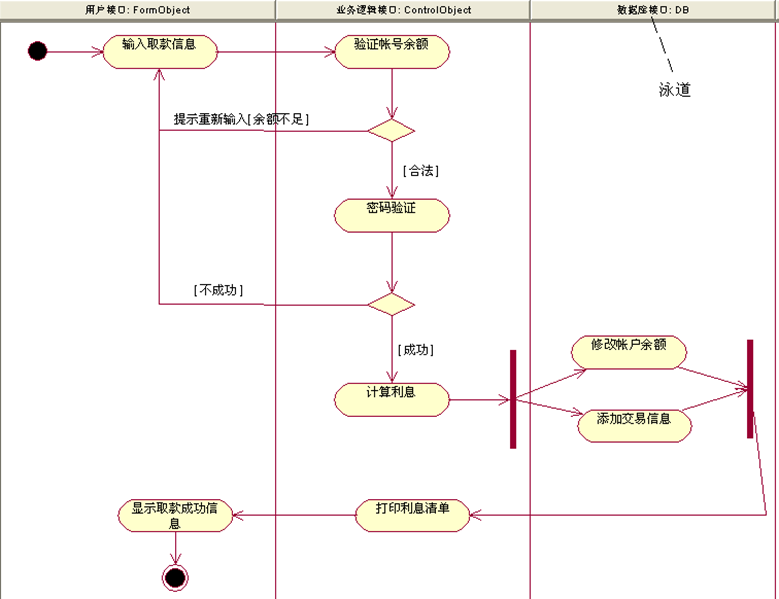 用户接口: FormObject
业务逻辑接口: ControlObject
数据库接口: DB
泳道
输入取款信息
验证帐号余额
提示重新输入[余额不足]
[合法]
密码验证
[不成功]
[成功]
计算利息
修改帐户余额
添加交易信息
打印利息清单
显示取款成功信
息